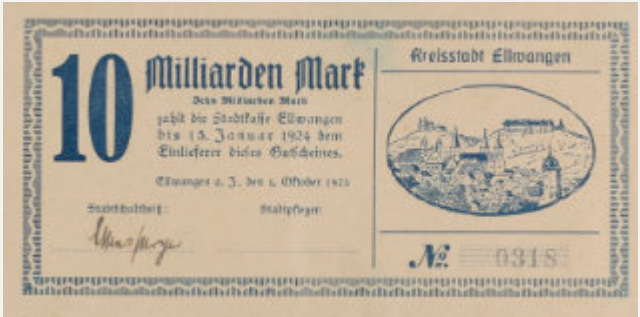 10 Milliarden Mark
Zehn Milliarden Mark
zahlt die Stadtkasse Ellwangen
bis 15. Januar 1924 dem
Einlieferer dieses Gutscheines.
Ellwangen a. J., den 1. Oktober 1923
Stadtschultheiß: Stadtpfleger:
Kreisstadt Ellwangen
№ 0318